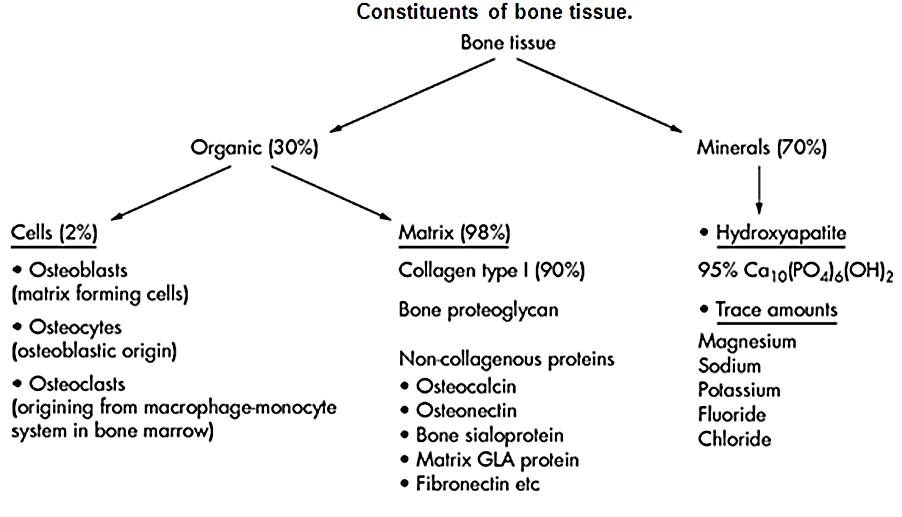 Constituents of bone tissue.
Bone tissue
Organic (30%)
Minerals (70%)
Cells (2%)
• Osteoblasts
(matrix forming cells)
• Osteocytes
(osteoblastic origin)
• Osteoclasts
(origining from macrophage-monocyte
system in bone marrow)
Matrix (98%)
Collagen type I (90%)
Bone proteoglycan
Non-collagenous proteins
• Osteocalcin
• Osteonectin
• Bone sialoprotein
• Matrix GLA protein
• Fibronectin etc
• Hydroxyapatite
95% Ca₁₀(PO₄)₆(OH)₂
• Trace amounts
Magnesium
Sodium
Potassium
Fluoride
Chloride